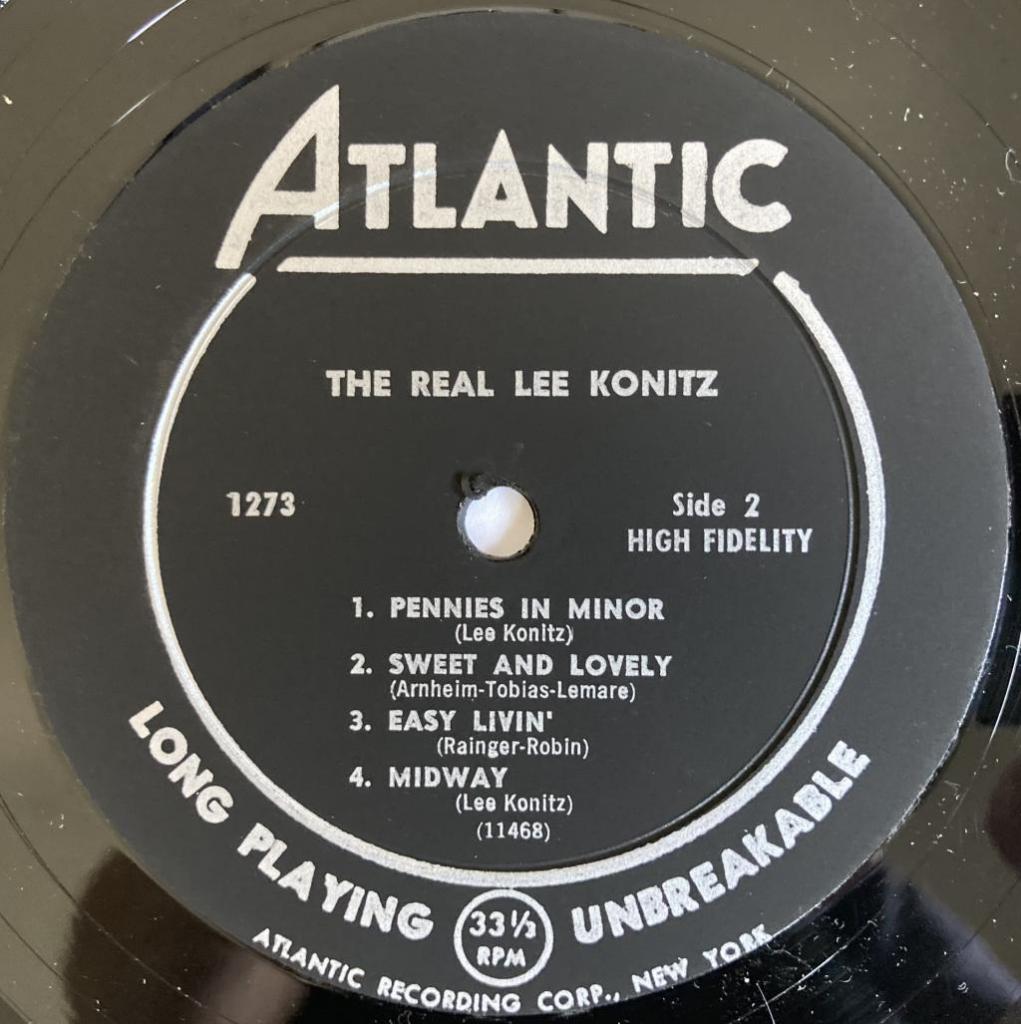 ATLANTIC
THE REAL LEE KONITZ
1273
Side 2
HIGH FIDELITY
1. PENNIES IN MINOR
(Lee Konitz)
2. SWEET AND LOVELY
(Arnheim-Tobias-Lemare)
3. EASY LIVIN'
(Rainger-Robin)
4. MIDWAY
(Lee Konitz)
(11468)
LONG PLAYING
33 1/3
RPM
UNBREAKABLE
ATLANTIC RECORDING CORP., NEW YORK